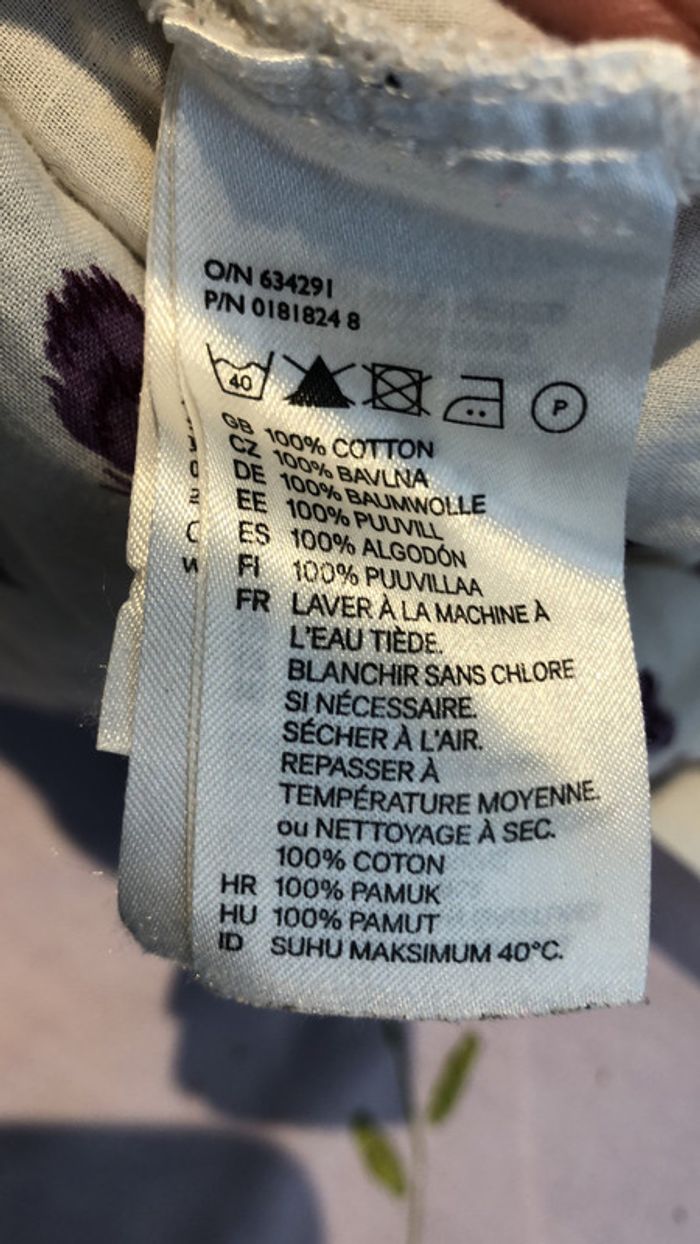 O/N 634291
P/N 0181824 8
40 P
GB 100% COTTON
CZ 100% BAVLNA
DE 100% BAUMWOLLE
EE 100% PUUVILL
ES 100% ALGODÓN
FI 100% PUUVILLAA
FR LAVER À LA MACHINE À
L'EAU TIÈDE.
BLANCHIR SANS CHLORE
SI NÉCESSAIRE.
SÉCHER À L'AIR.
REPASSER À
TEMPÉRATURE MOYENNE.
ou NETTOYAGE À SEC.
100% COTON
HR 100% PAMUK
HU 100% PAMUT
ID SUHU MAKSIMUM 40°C.